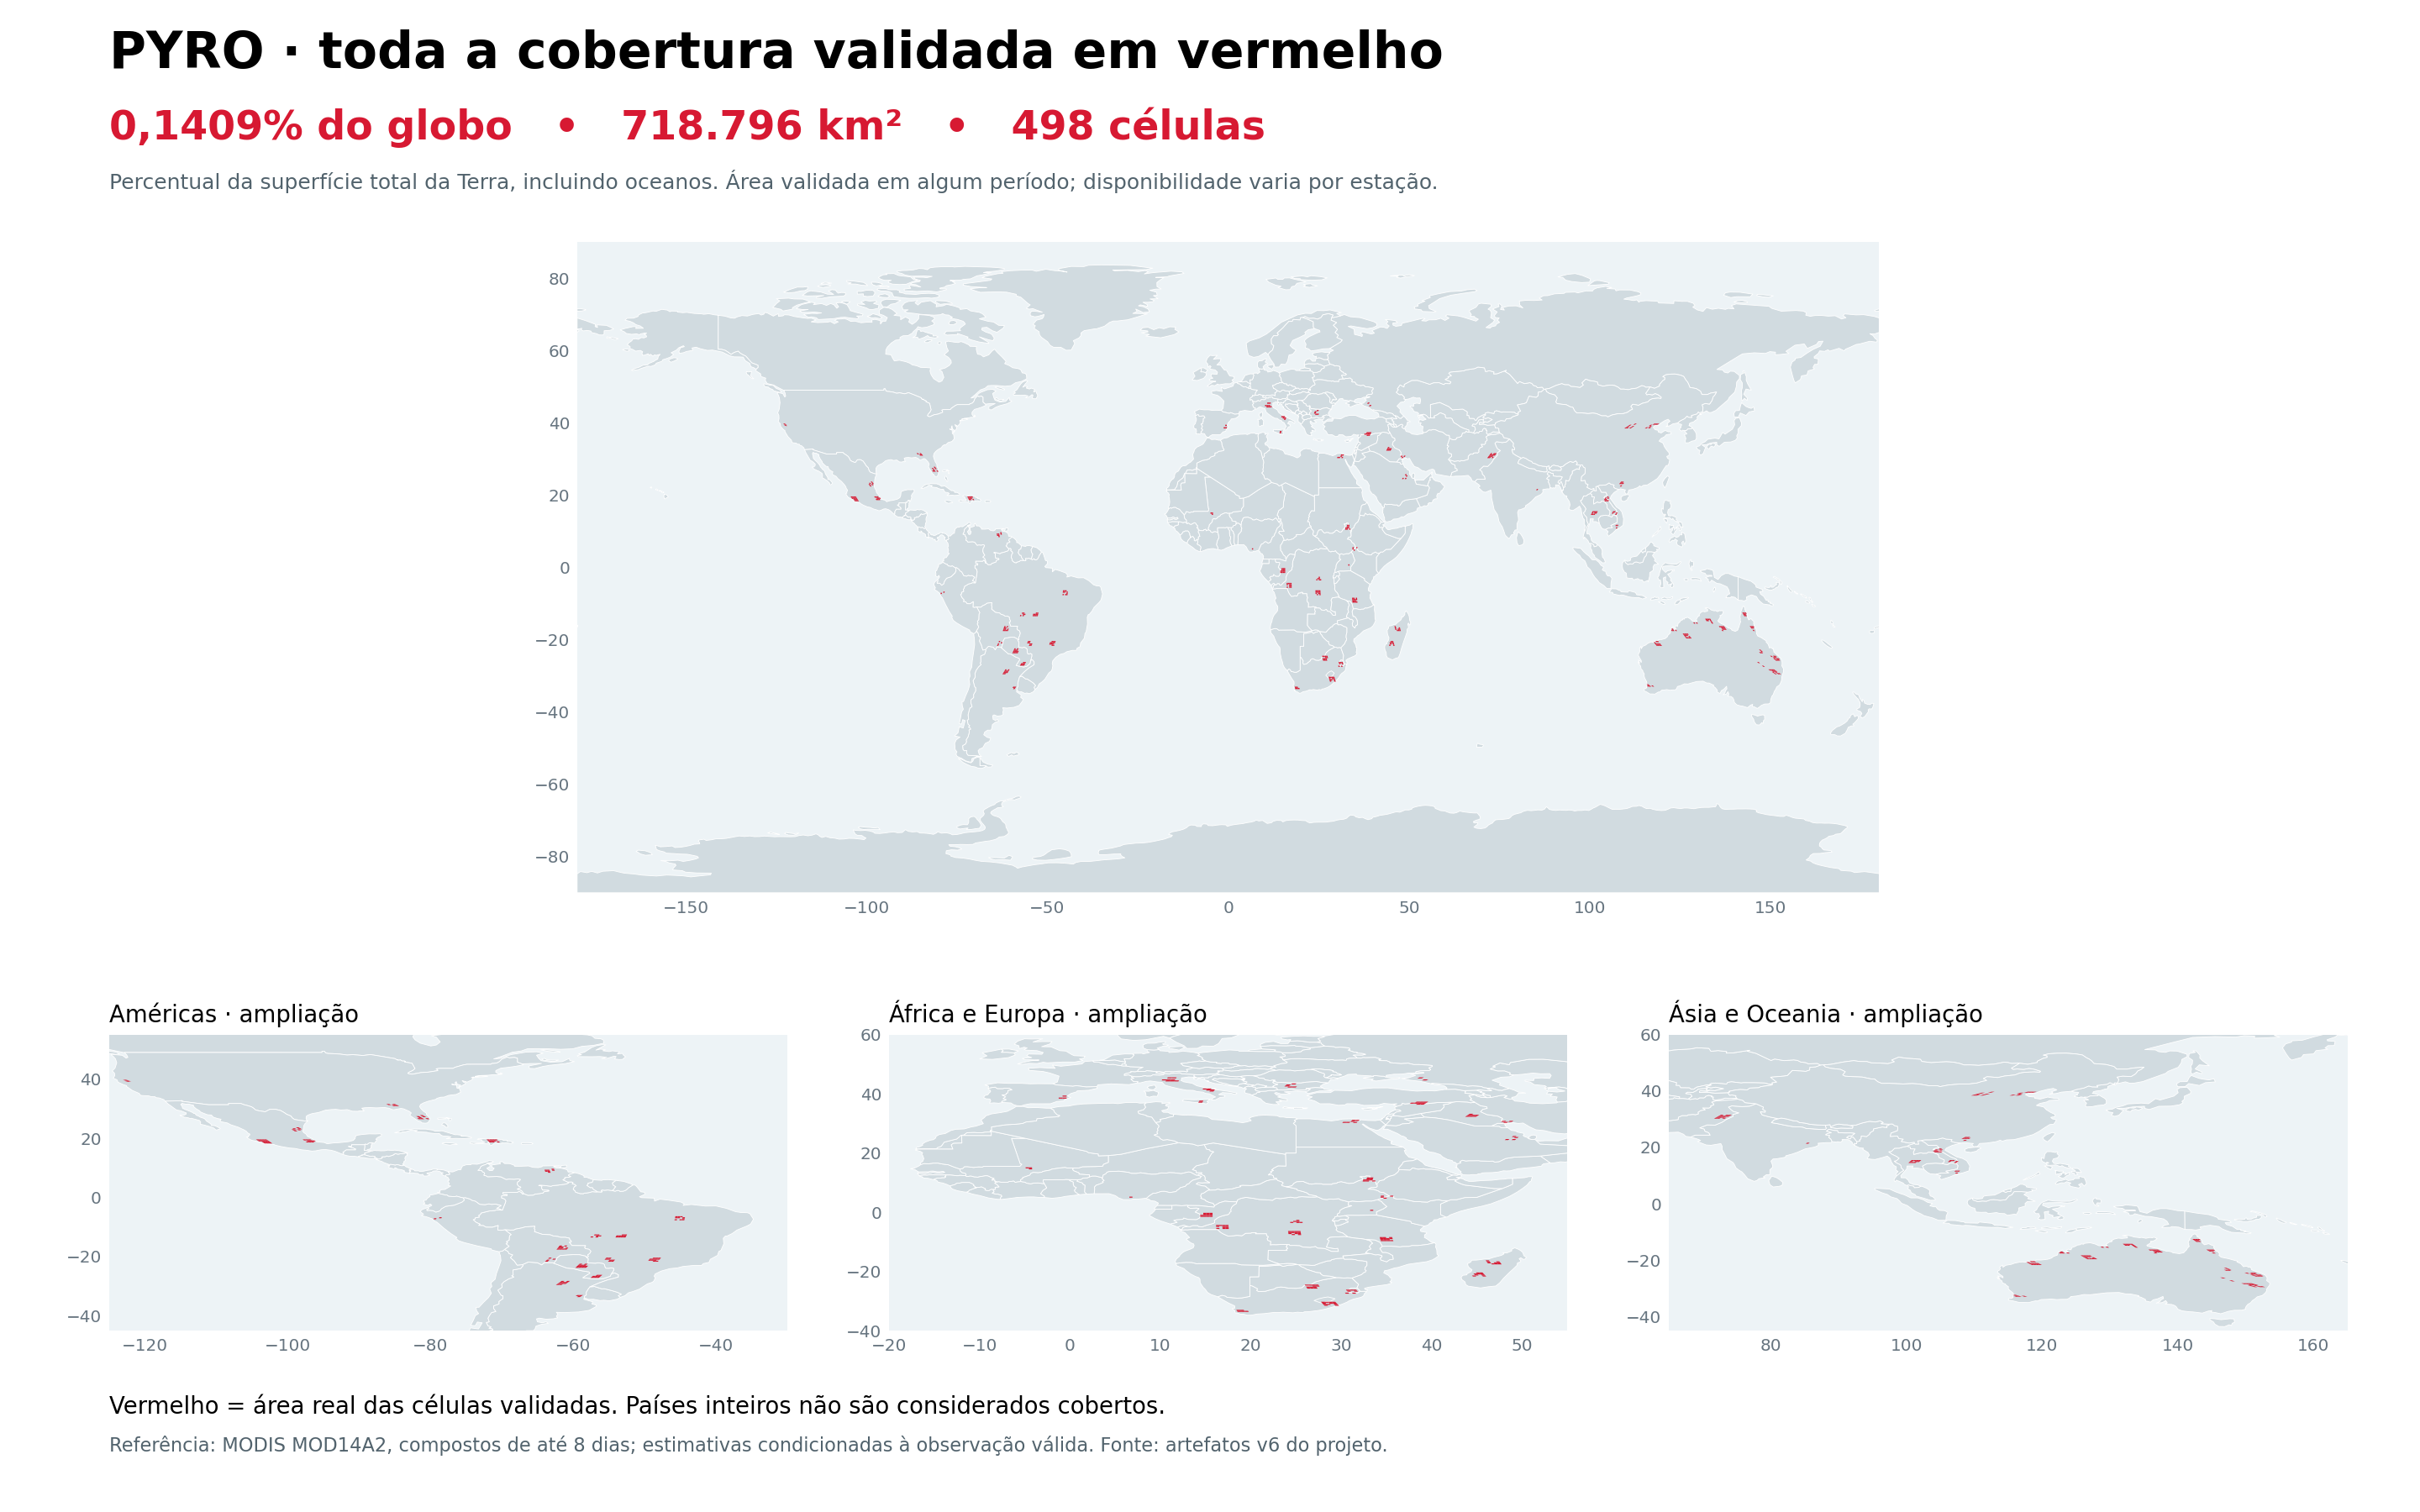 PYRO · toda a cobertura validada em vermelho
0,1409% do globo • 718.796 km² • 498 células
Percentual da superfície total da Terra, incluindo oceanos. Área validada em algum período; disponibilidade varia por estação.
80
60
40
20
0
−20
−40
−60
−80
−150 −100 −50 0 50 100 150
Américas · ampliação
40
20
0
−20
−40
−120 −100 −80 −60 −40
África e Europa · ampliação
60
40
20
0
−20
−40
−20 −10 0 10 20 30 40 50
Ásia e Oceania · ampliação
60
40
20
0
−20
−40
80 100 120 140 160
Vermelho = área real das células validadas. Países inteiros não são considerados cobertos.
Referência: MODIS MOD14A2, compostos de até 8 dias; estimativas condicionadas à observação válida. Fonte: artefatos v6 do projeto.